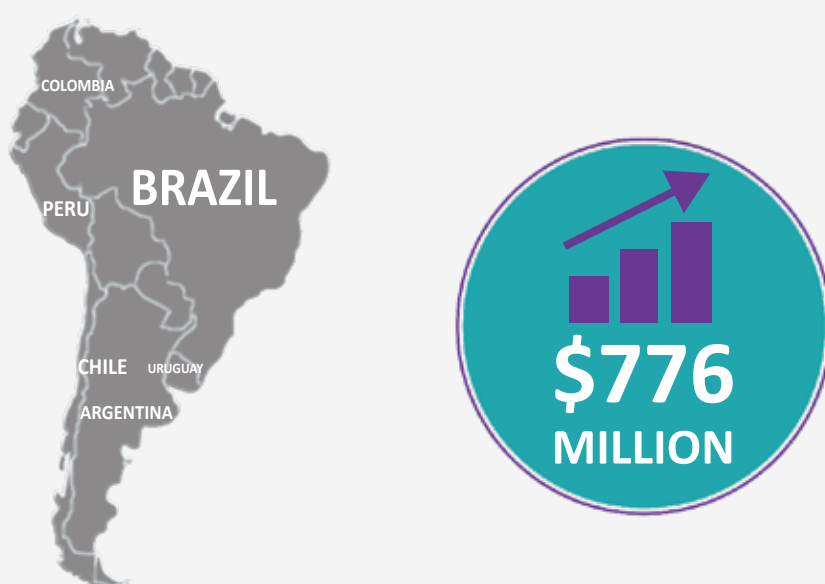 COLOMBIA
BRAZIL
PERU
CHILE
URUGUAY
ARGENTINA
$776
MILLION